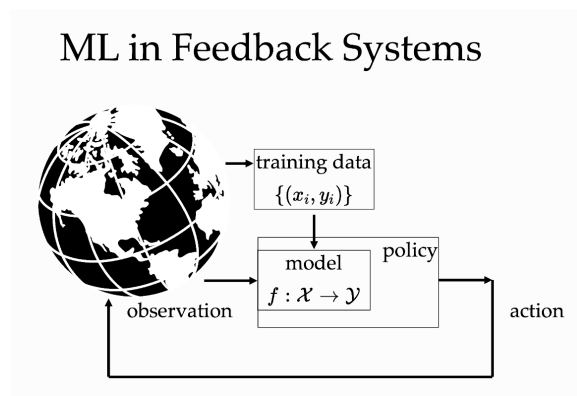 ML in Feedback Systems
training data
{(xᵢ, yᵢ)}
policy
model
f : 𝒳 → 𝒴
observation
action